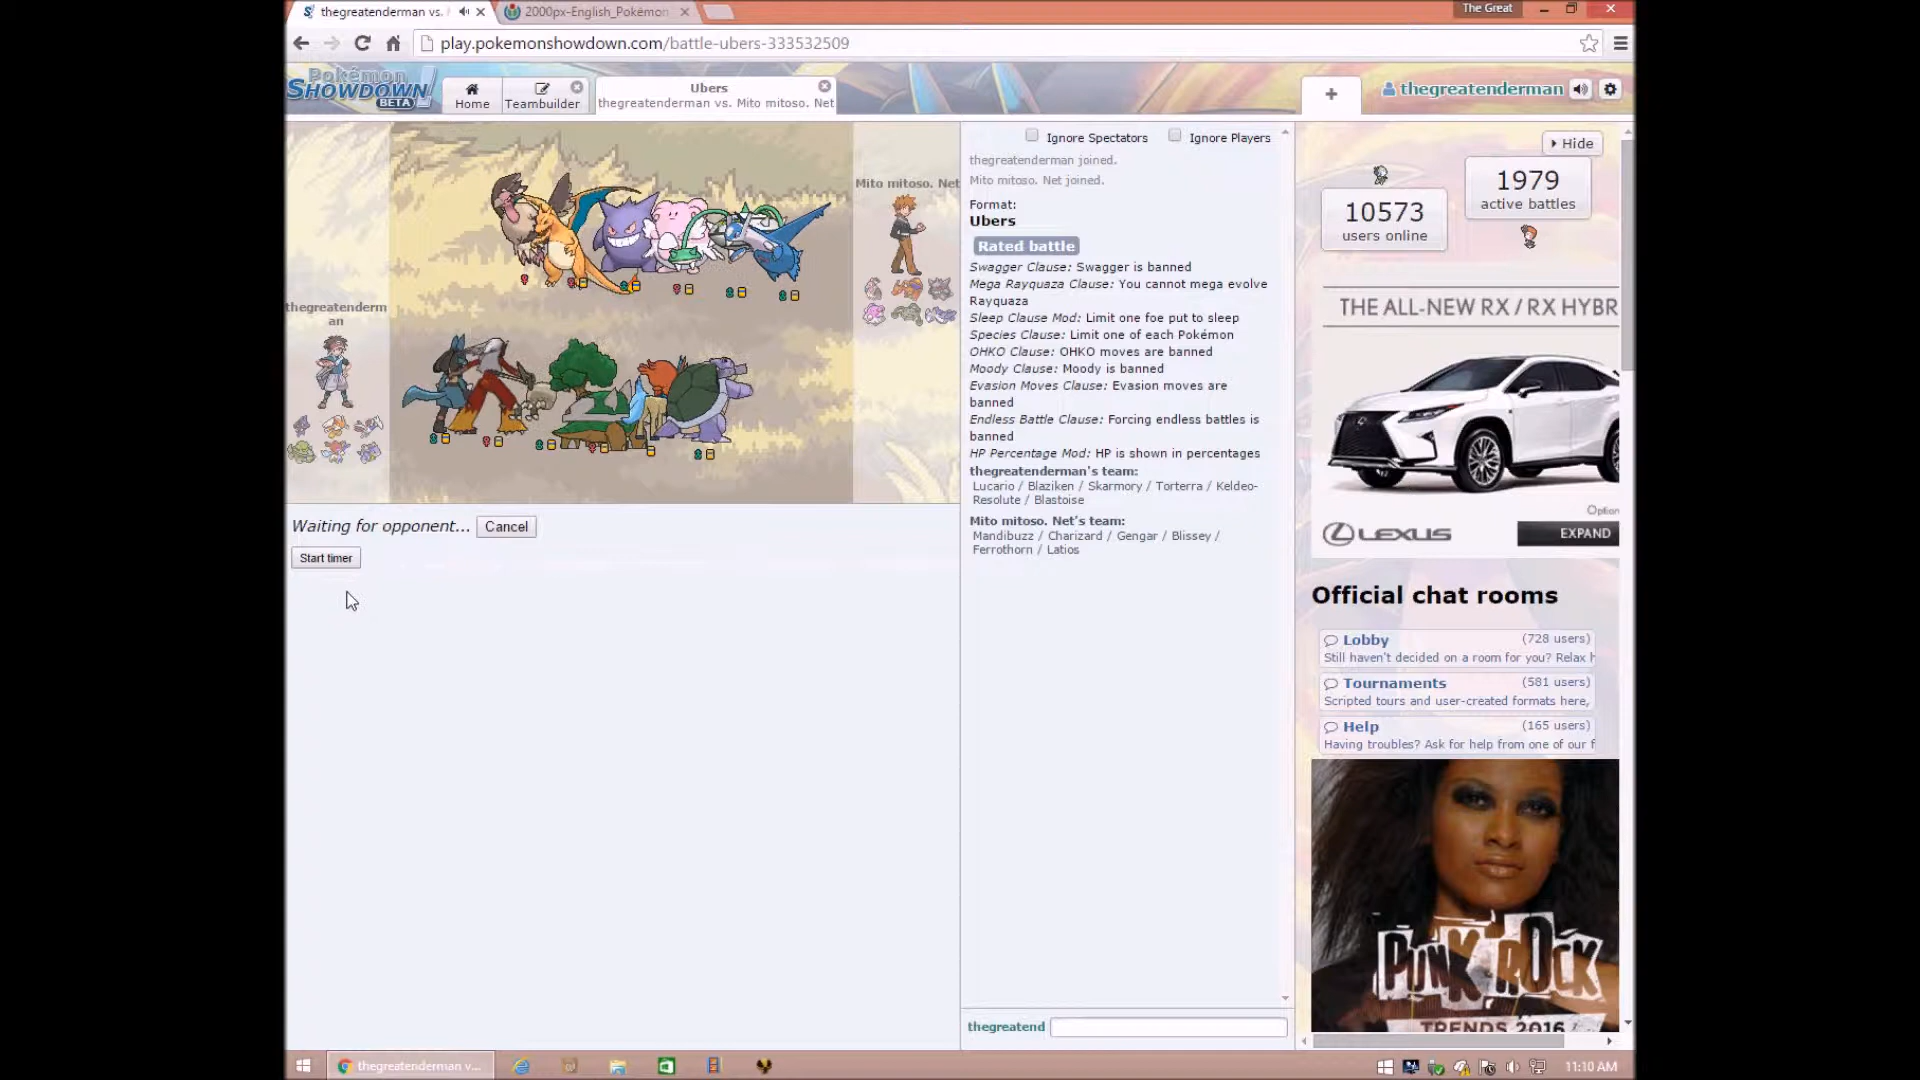 thegreatenderman vs.
2000px-English_Pokémon
The Great
play.pokemonshowdown.com/battle-ubers-333532509
Pokémon
SHOWDOWN!
BETA
Home
Teambuilder
Ubers
thegreatenderman vs. Mito mitoso. Net
+
thegreatenderman
thegreatenderm
an
Mito mitoso. Net
Waiting for opponent...
Cancel
Start timer
Ignore Spectators
Ignore Players
thegreatenderman joined.
Mito mitoso. Net joined.
Format:
Ubers
Rated battle
Swagger Clause: Swagger is banned
Mega Rayquaza Clause: You cannot mega evolve
Rayquaza
Sleep Clause Mod: Limit one foe put to sleep
Species Clause: Limit one of each Pokémon
OHKO Clause: OHKO moves are banned
Moody Clause: Moody is banned
Evasion Moves Clause: Evasion moves are
banned
Endless Battle Clause: Forcing endless battles is
banned
HP Percentage Mod: HP is shown in percentages
thegreatenderman's team:
Lucario / Blaziken / Skarmory / Torterra / Keldeo-
Resolute / Blastoise
Mito mitoso. Net's team:
Mandibuzz / Charizard / Gengar / Blissey /
Ferrothorn / Latios
thegreatend
Hide
10573
users online
1979
active battles
THE ALL-NEW RX / RX HYBR
Option
LEXUS
EXPAND
Official chat rooms
Lobby
(728 users)
Still haven't decided on a room for you? Relax h
Tournaments
(581 users)
Scripted tours and user-created formats here,
Help
(165 users)
Having troubles? Ask for help from one of our f
PUNK ROCK
TRENDS 2016 /
thegreatenderman v...
11:10 AM